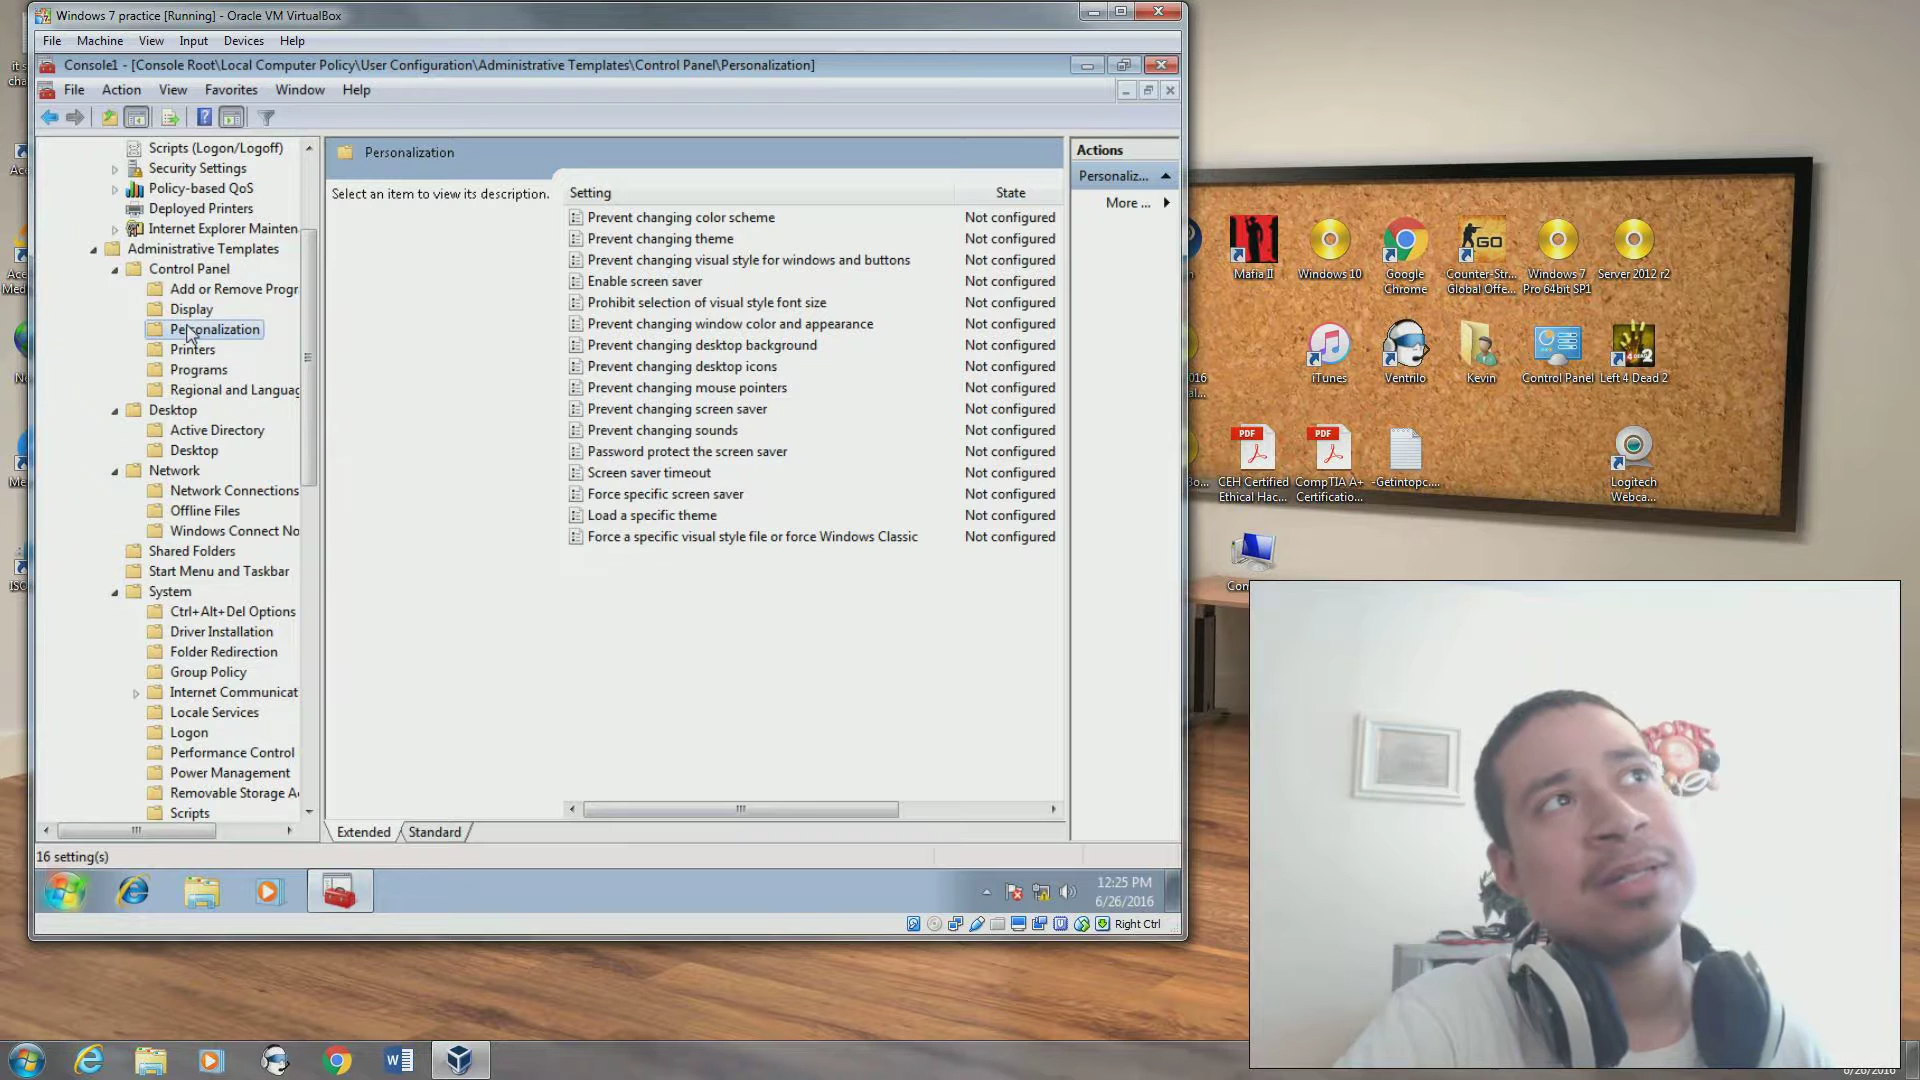 Windows 7 practice [Running] - Oracle VM VirtualBox
File Machine View Input Devices Help
Console1 - [Console Root\Local Computer Policy\User Configuration\Administrative Templates\Control Panel\Personalization]
File Action View Favorites Window Help
Scripts (Logon/Logoff)
Security Settings
Policy-based QoS
Deployed Printers
Internet Explorer Mainten
Administrative Templates
Control Panel
Add or Remove Progr
Display
Personalization
Printers
Programs
Regional and Languag
Desktop
Active Directory
Desktop
Network
Network Connections
Offline Files
Windows Connect No
Shared Folders
Start Menu and Taskbar
System
Ctrl+Alt+Del Options
Driver Installation
Folder Redirection
Group Policy
Internet Communicat
Locale Services
Logon
Performance Control
Power Management
Removable Storage A
Scripts
Personalization
Select an item to view its description.
Setting State
Prevent changing color scheme Not configured
Prevent changing theme Not configured
Prevent changing visual style for windows and buttons Not configured
Enable screen saver Not configured
Prohibit selection of visual style font size Not configured
Prevent changing window color and appearance Not configured
Prevent changing desktop background Not configured
Prevent changing desktop icons Not configured
Prevent changing mouse pointers Not configured
Prevent changing screen saver Not configured
Prevent changing sounds Not configured
Password protect the screen saver Not configured
Screen saver timeout Not configured
Force specific screen saver Not configured
Load a specific theme Not configured
Force a specific visual style file or force Windows Classic Not configured
Extended Standard
Actions
Personaliz...
More ...
16 setting(s)
12:25 PM
6/26/2016
Right Ctrl
Mafia II
Windows 10
Google
Chrome
GO
Counter-Str...
Global Offe...
Windows 7
Pro 64bit SP1
Server 2012 r2
iTunes
Ventrilo
Kevin
Control Panel
Left 4 Dead 2
PDF
CEH Certified
Ethical Hac...
PDF
CompTIA A+
Certificatio...
-Getintopc....
Logitech
Webca...
6/26/2016